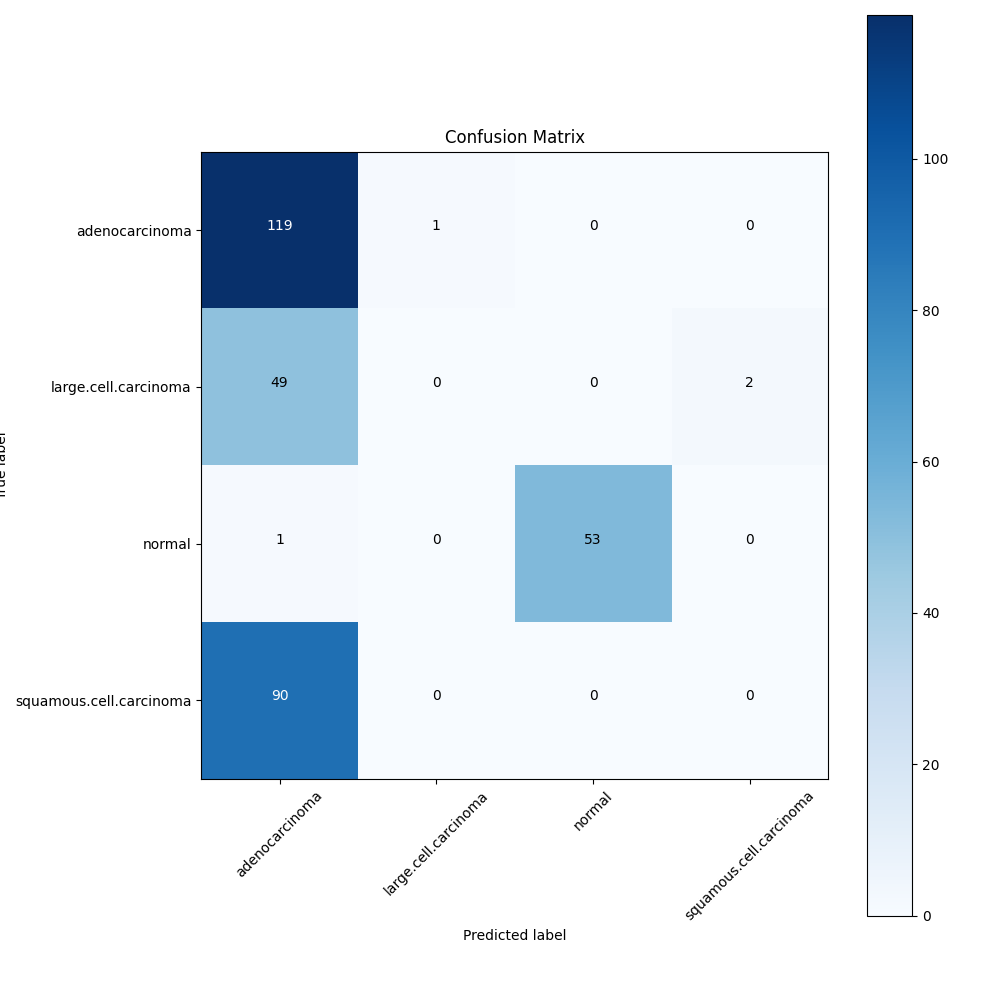 Confusion Matrix
adenocarcinoma 119 1 0 0
large.cell.carcinoma 49 0 0 2
normal 1 0 53 0
squamous.cell.carcinoma 90 0 0 0
adenocarcinoma large.cell.carcinoma normal squamous.cell.carcinoma
Predicted label
100
80
60
40
20
0